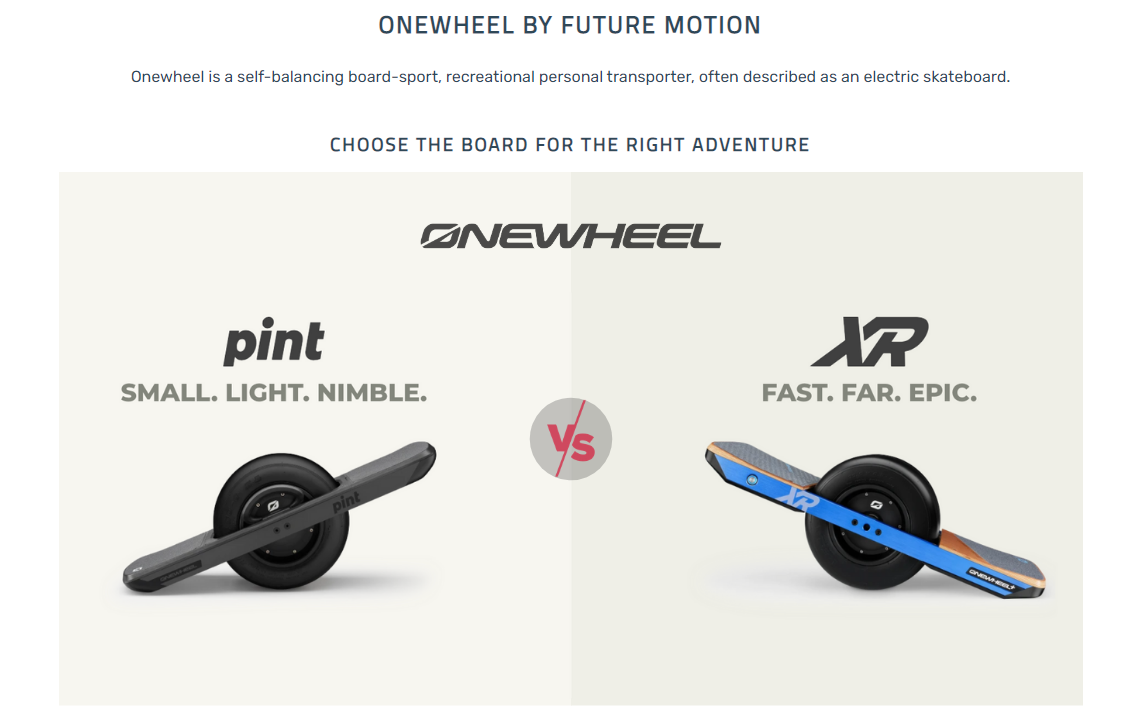 ONEWHEEL BY FUTURE MOTION
Onewheel is a self-balancing board-sport, recreational personal transporter, often described as an electric skateboard.
CHOOSE THE BOARD FOR THE RIGHT ADVENTURE
ONEWHEEL
pint
SMALL. LIGHT. NIMBLE.
XR
FAST. FAR. EPIC.
VS
pint
XR
ONEWHEEL
ONEWHEEL+